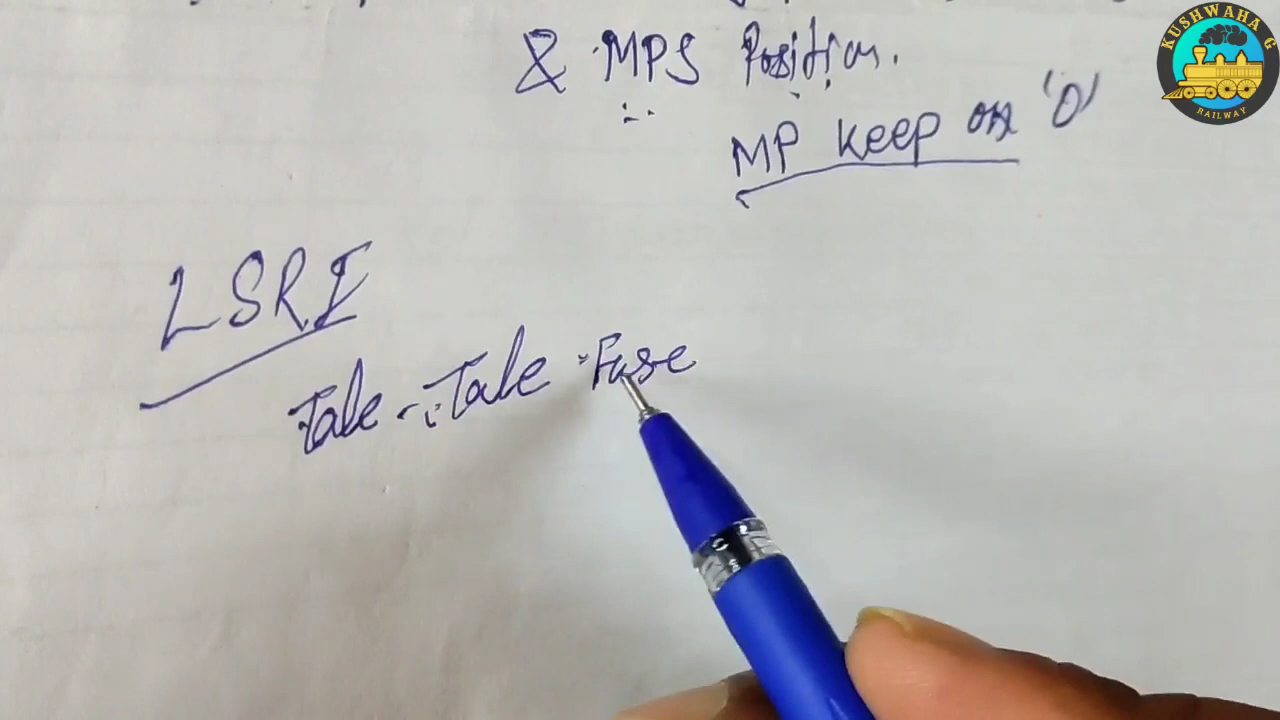 & MPS Position.
MP keep on '0'
LSRI
Tale - Tale Fuse
KUSHWAHA G
RAILWAY